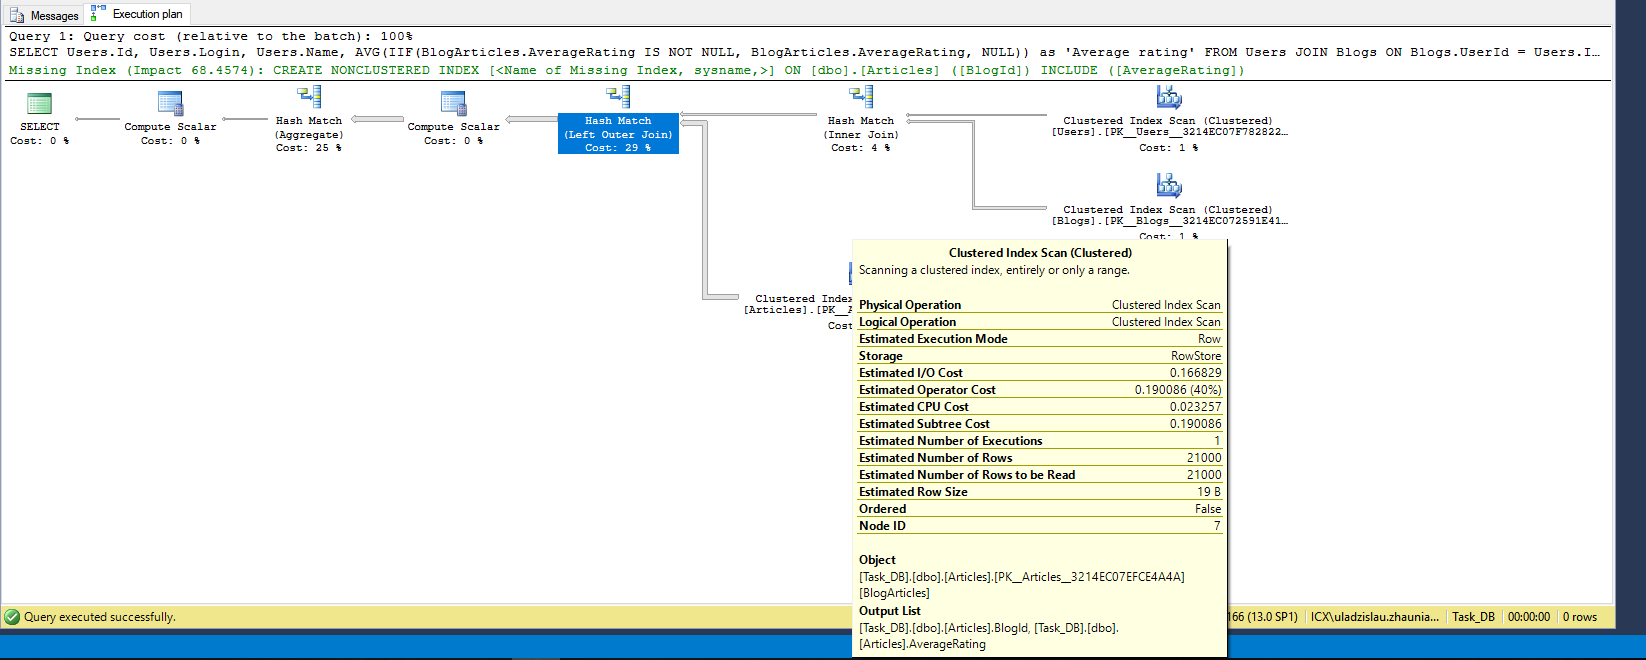 Messages Execution plan
Query 1: Query cost (relative to the batch): 100%
SELECT Users.Id, Users.Login, Users.Name, AVG(IIF(BlogArticles.AverageRating IS NOT NULL, BlogArticles.AverageRating, NULL)) as 'Average rating' FROM Users JOIN Blogs ON Blogs.UserId = Users.I...
Missing Index (Impact 68.4574): CREATE NONCLUSTERED INDEX [<Name of Missing Index, sysname,>] ON [dbo].[Articles] ([BlogId]) INCLUDE ([AverageRating])
SELECT
Cost: 0 %
Compute Scalar
Cost: 0 %
Hash Match
(Aggregate)
Cost: 25 %
Compute Scalar
Cost: 0 %
Hash Match
(Left Outer Join)
Cost: 29 %
Hash Match
(Inner Join)
Cost: 4 %
Clustered Index Scan (Clustered)
[Users].[PK__Users__3214EC07F782822...
Cost: 1 %
Clustered Index Scan (Clustered)
[Blogs].[PK__Blogs__3214EC072591E41...
Cost: 1 %
Clustered Index
[Articles].[PK__A
Cost
Clustered Index Scan (Clustered)
Scanning a clustered index, entirely or only a range.
Physical Operation Clustered Index Scan
Logical Operation Clustered Index Scan
Estimated Execution Mode Row
Storage RowStore
Estimated I/O Cost 0.166829
Estimated Operator Cost 0.190086 (40%)
Estimated CPU Cost 0.023257
Estimated Subtree Cost 0.190086
Estimated Number of Executions 1
Estimated Number of Rows 21000
Estimated Number of Rows to be Read 21000
Estimated Row Size 19 B
Ordered False
Node ID 7
Object
[Task_DB].[dbo].[Articles].[PK__Articles__3214EC07EFCE4A4A]
[BlogArticles]
Output List
[Task_DB].[dbo].[Articles].BlogId, [Task_DB].[dbo].
[Articles].AverageRating
Query executed successfully. 166 (13.0 SP1) ICX\uladzislau.zhaunia... Task_DB 00:00:00 0 rows